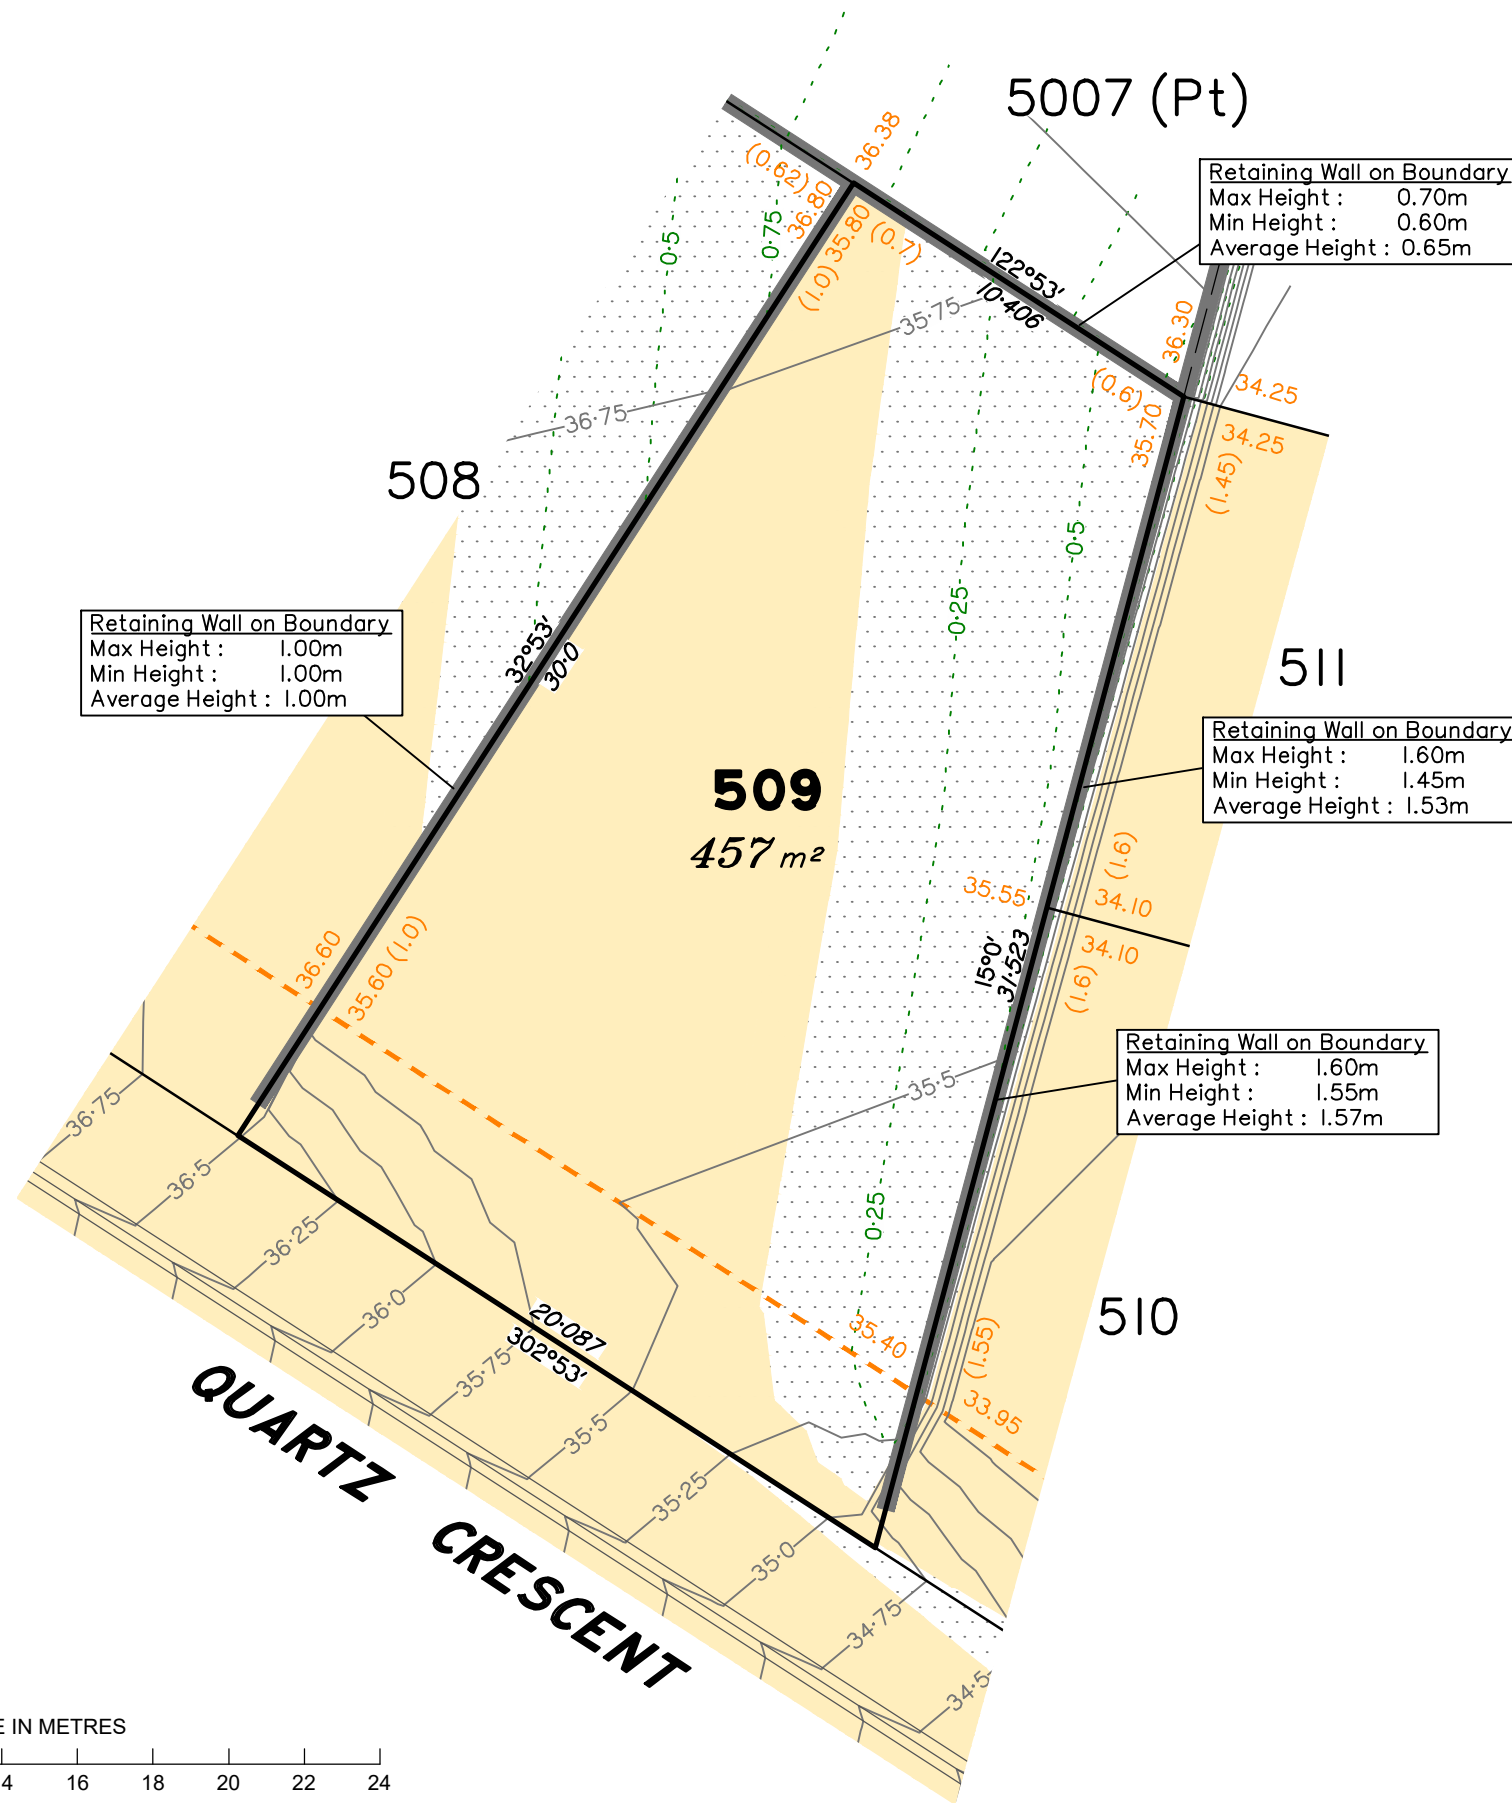 5007 (Pt)
36.38
(0.62)
36.80
35.80
(1.0)
(0.7)
0·5
0·75
122°53'
10·406
Retaining Wall on Boundary
Max Height : 0.70m
Min Height : 0.60m
Average Height : 0.65m
35·75
36.30
(0.6)
35.70
34.25
34.25
(1.45)
36·75
508
0·5
0·25
Retaining Wall on Boundary
Max Height : 1.00m
Min Height : 1.00m
Average Height : 1.00m
32°53'
30·0
511
Retaining Wall on Boundary
Max Height : 1.60m
Min Height : 1.45m
Average Height : 1.53m
509
457 m²
35.55
(1.6)
34.10
34.10
(1.6)
15°0'
31·523
36.60
35.60 (1.0)
35·5
Retaining Wall on Boundary
Max Height : 1.60m
Min Height : 1.55m
Average Height : 1.57m
36·75
36·5
36·25
36·0
35·75
35·5
35·25
35·0
34·75
34·5
0·25
20·087
302°53'
35.40
(1.55)
33.95
510
QUARTZ CRESCENT
E IN METRES
4 16 18 20 22 24